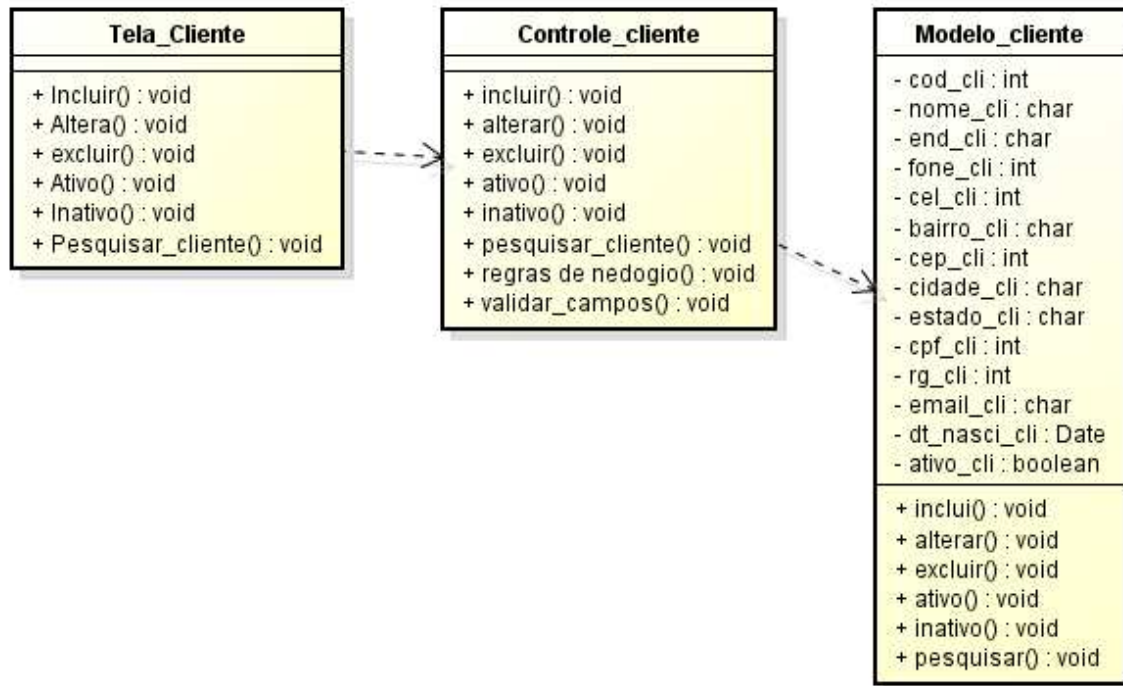 Tela_Cliente
+ Incluir() : void
+ Altera() : void
+ excluir() : void
+ Ativo() : void
+ Inativo() : void
+ Pesquisar_cliente() : void
Controle_cliente
+ incluir() : void
+ alterar() : void
+ excluir() : void
+ ativo() : void
+ inativo() : void
+ pesquisar_cliente() : void
+ regras de nedogio() : void
+ validar_campos() : void
Modelo_cliente
- cod_cli : int
- nome_cli : char
- end_cli : char
- fone_cli : int
- cel_cli : int
- bairro_cli : char
- cep_cli : int
- cidade_cli : char
- estado_cli : char
- cpf_cli : int
- rg_cli : int
- email_cli : char
- dt_nasci_cli : Date
- ativo_cli : boolean
+ inclui() : void
+ alterar() : void
+ excluir() : void
+ ativo() : void
+ inativo() : void
+ pesquisar() : void